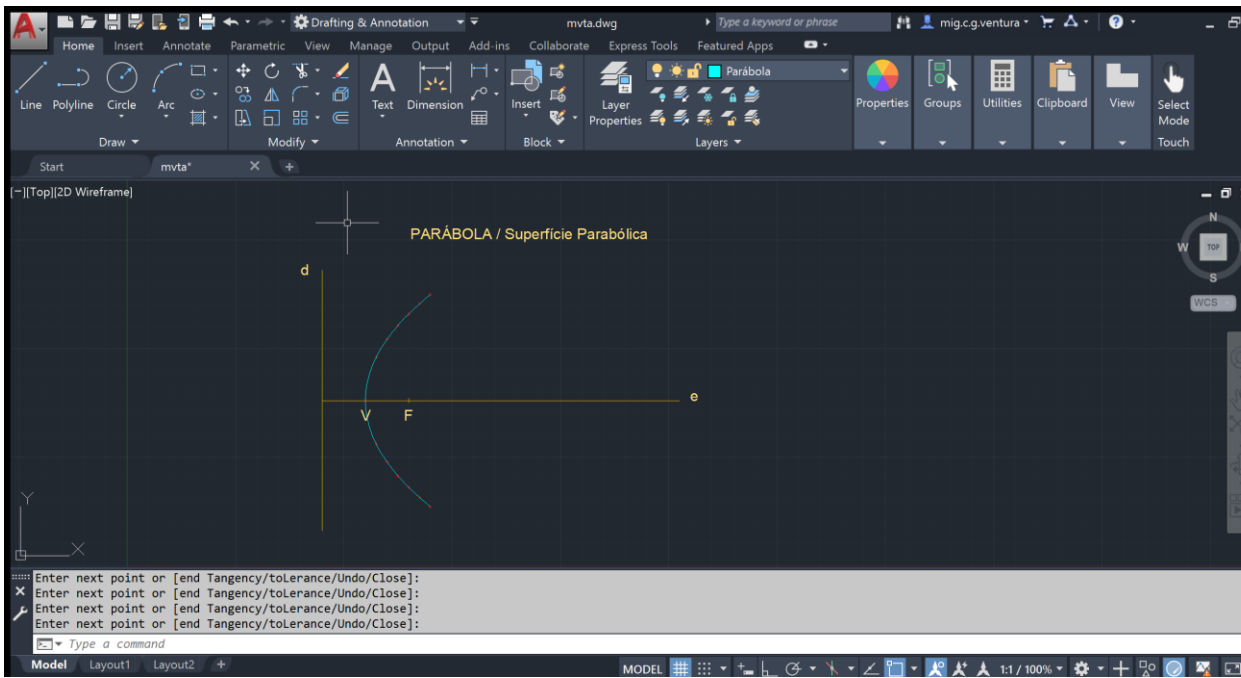 Drafting & Annotation
mvta.dwg
Type a keyword or phrase
mig.c.g.ventura
Home Insert Annotate Parametric View Manage Output Add-ins Collaborate Express Tools Featured Apps
Parábola
Line Polyline Circle Arc
Text Dimension
Insert
Layer Properties
Properties Groups Utilities Clipboard View Select Mode
Draw Modify Annotation Block Layers Touch
Start mvta* +
[−][Top][2D Wireframe]
N
W TOP
S
WCS
PARÁBOLA / Superfície Parabólica
d
e
V F
Y
X
Enter next point or [end Tangency/toLerance/Undo/Close]:
Enter next point or [end Tangency/toLerance/Undo/Close]:
Enter next point or [end Tangency/toLerance/Undo/Close]:
Enter next point or [end Tangency/toLerance/Undo/Close]:
Type a command
Model Layout1 Layout2 +
MODEL 1:1 / 100%